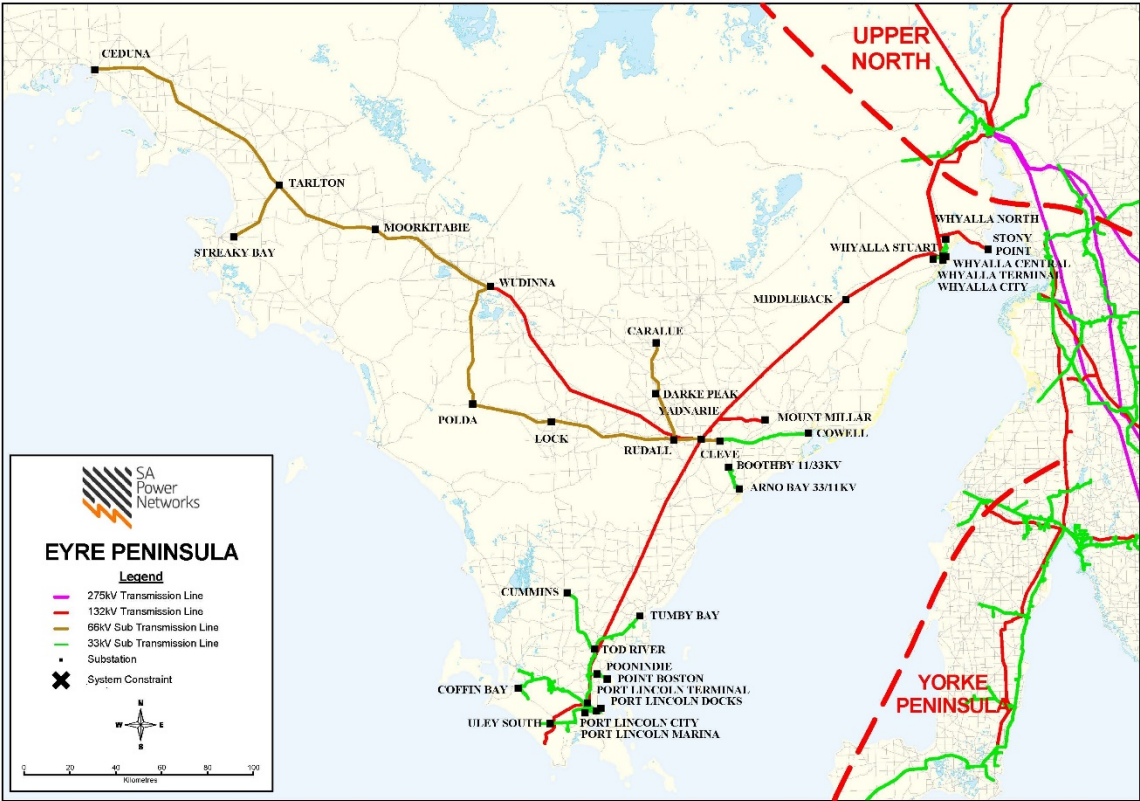 CEDUNA
UPPER
NORTH
TARLTON
STREAKY BAY
MOORKITABIE
WHYALLA NORTH
WHYALLA STUART
STONY
POINT
WHYALLA CENTRAL
WHYALLA TERMINAL
WHYALLA CITY
WUDINNA
MIDDLEBACK
CARALUE
DARKE PEAK
YADNARIE
MOUNT MILLAR
POLDA
LOCK
RUDALL
CLEVE
COWELL
BOOTHBY 11/33KV
ARNO BAY 33/11KV
SA
Power
Networks
EYRE PENINSULA
Legend
275kV Transmission Line
132kV Transmission Line
66kV Sub Transmission Line
33kV Sub Transmission Line
Substation
System Constraint
N
W E
S
0 20 40 60 80 100
Kilometres
CUMMINS
TUMBY BAY
TOD RIVER
POONINDIE
POINT BOSTON
COFFIN BAY
PORT LINCOLN TERMINAL
PORT LINCOLN DOCKS
ULEY SOUTH
PORT LINCOLN CITY
PORT LINCOLN MARINA
YORKE
PENINSULA